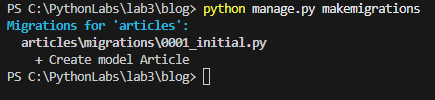 PS C:\PythonLabs\lab3\blog> python manage.py makemigrations
Migrations for 'articles':
articles\migrations\0001_initial.py
+ Create model Article
PS C:\PythonLabs\lab3\blog>